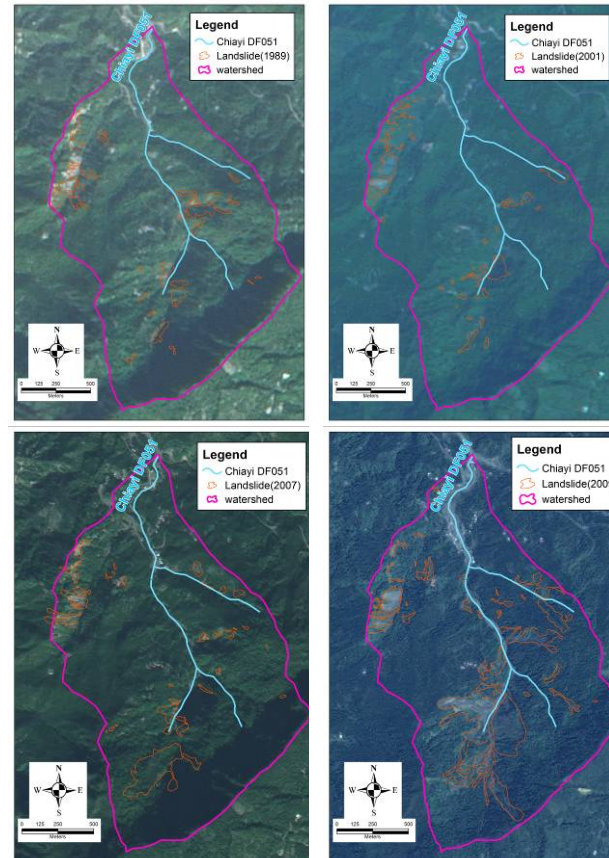 Legend
Chiayi DF051
Landslide(1989)
watershed
Chiayi DF051
N
W E
S
0 125 250 500
Meters
Legend
Chiayi DF051
Landslide(2001)
watershed
Chiayi DF051
N
W E
S
0 125 250 500
Meters
Legend
Chiayi DF051
Landslide(2007)
watershed
Chiayi DF051
N
W E
S
0 125 250 500
Meters
Legend
Chiayi DF051
Landslide(2009
watershed
Chiayi DF051
N
W E
S
0 125 250 500
Meters